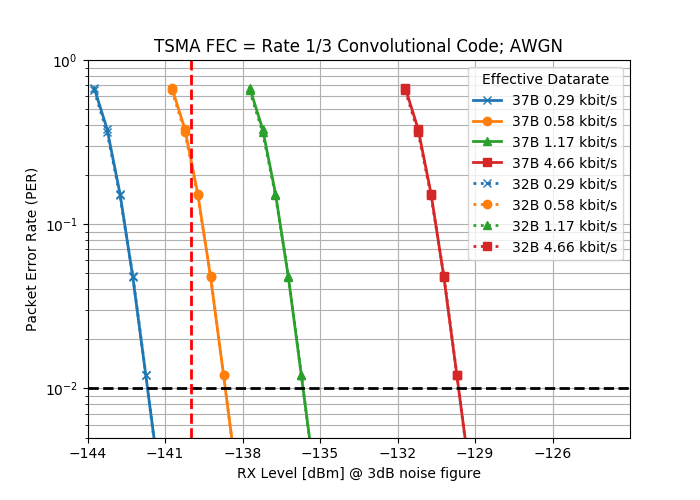 TSMA FEC = Rate 1/3 Convolutional Code; AWGN
Packet Error Rate (PER)
10⁰
10⁻¹
10⁻²
Effective Datarate
37B 0.29 kbit/s
37B 0.58 kbit/s
37B 1.17 kbit/s
37B 4.66 kbit/s
32B 0.29 kbit/s
32B 0.58 kbit/s
32B 1.17 kbit/s
32B 4.66 kbit/s
−144 −141 −138 −135 −132 −129 −126
RX Level [dBm] @ 3dB noise figure